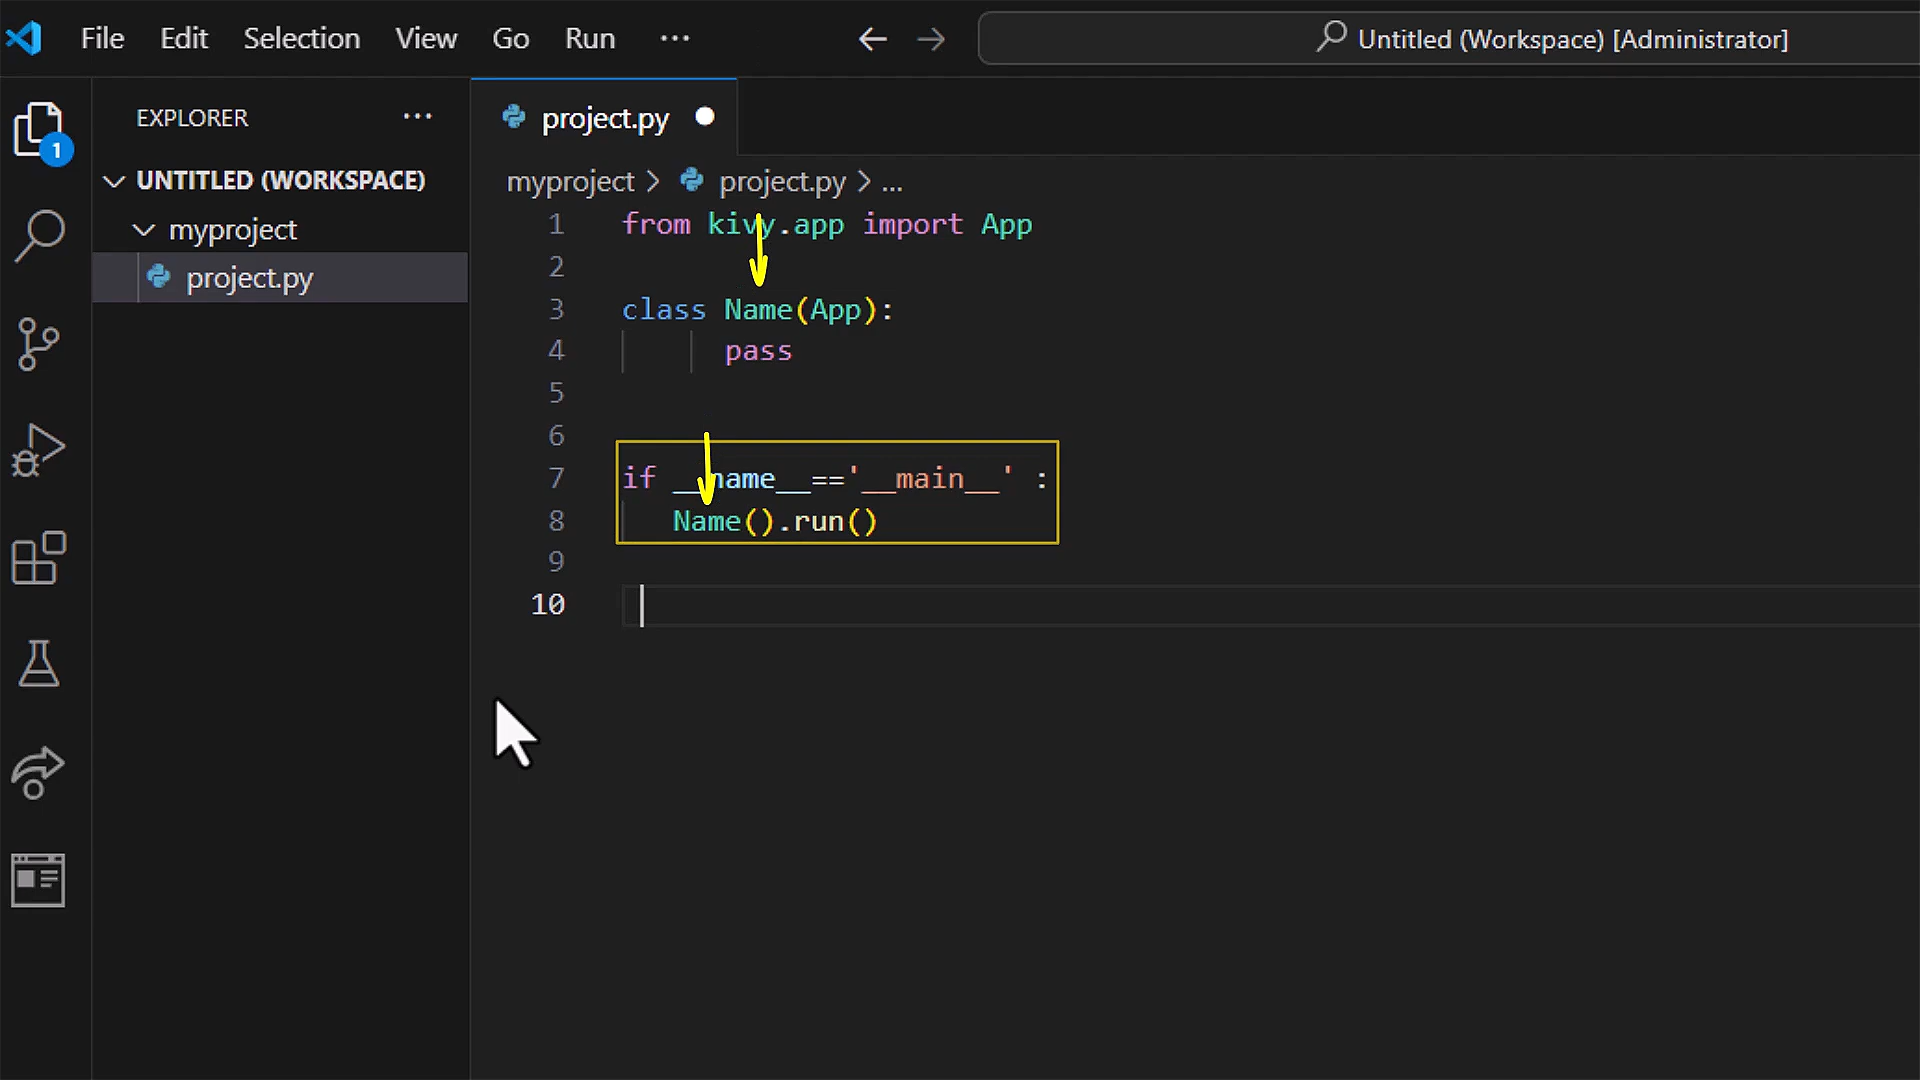 File Edit Selection View Go Run ...
Untitled (Workspace) [Administrator]
EXPLORER ...
project.py
1
UNTITLED (WORKSPACE)
myproject > project.py > ...
myproject
project.py
1 from kivy.app import App
2
3 class Name(App):
4 pass
5
6
7 if __name__=='__main__' :
8 Name().run()
9
10